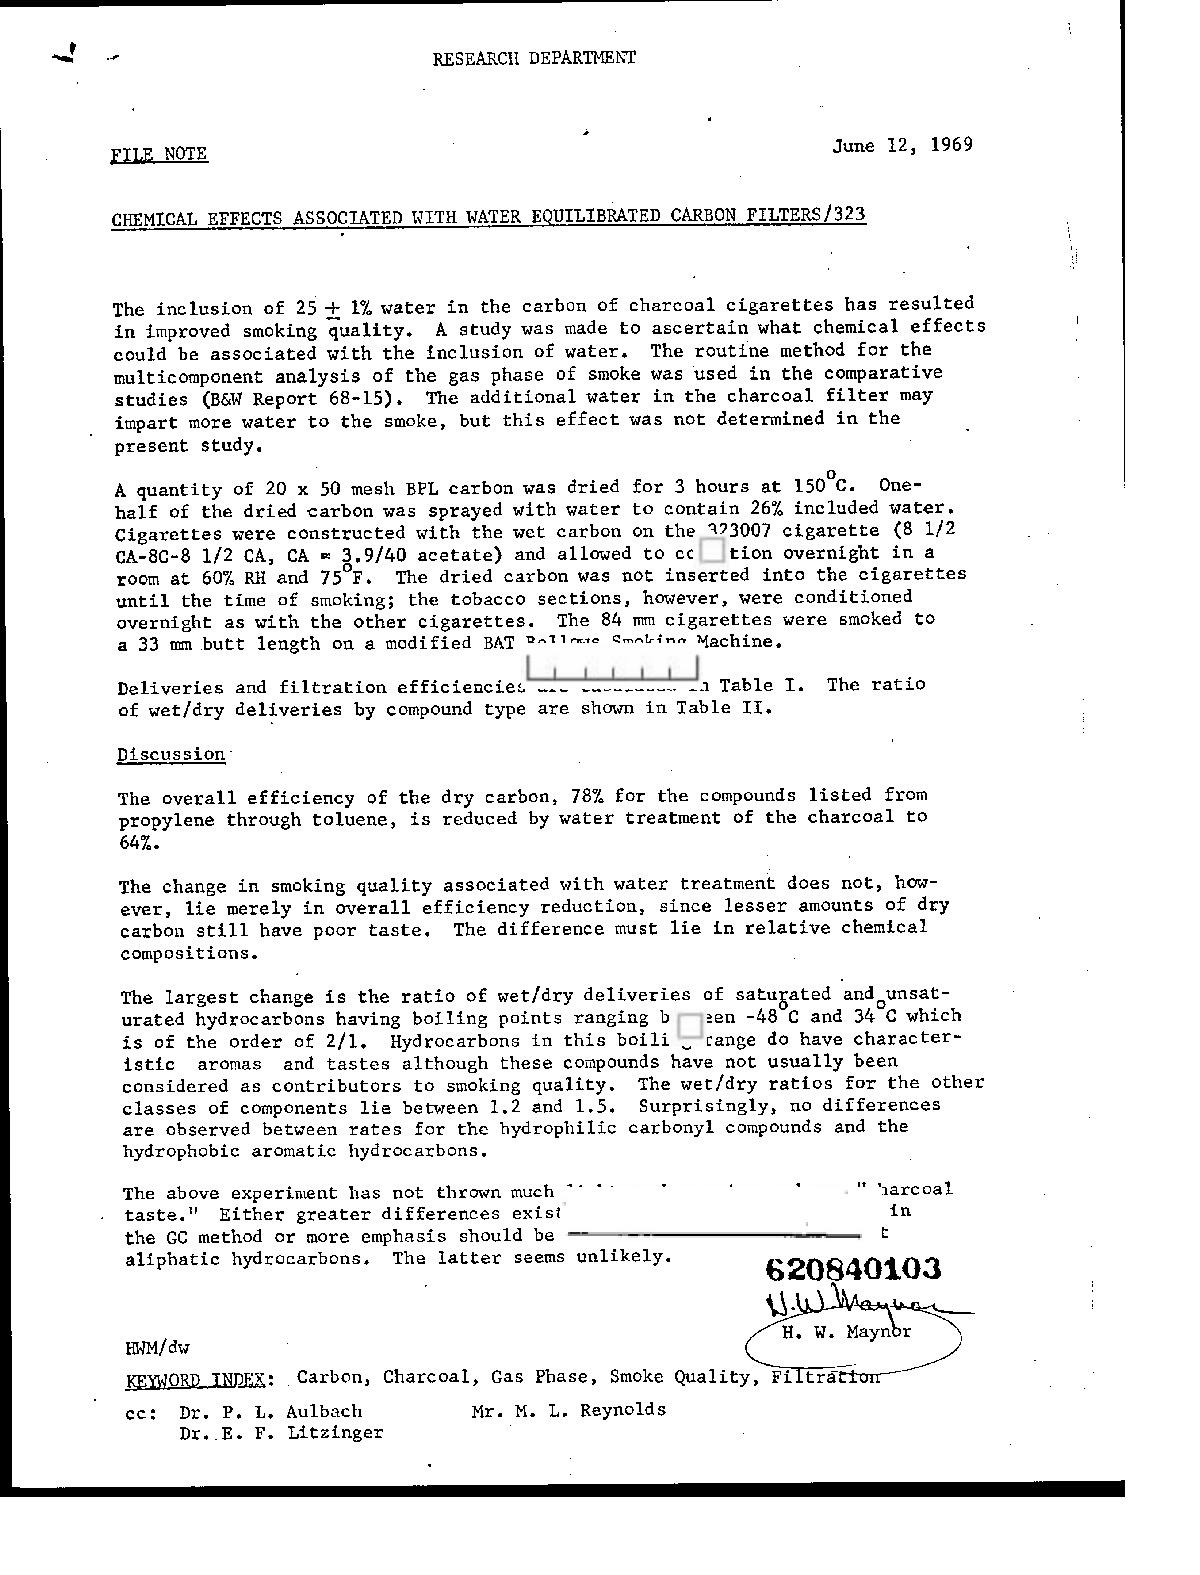 RESEARCH DEPARTMENT
FILE NOTE
June 12, 1969
CHEMICAL EFFECTS ASSOCIATED WITH WATER EQUILIBRATED CARBON FILTERS/323
The inclusion of 25 ± 1% water in the carbon of charcoal cigarettes has resulted
in improved smoking quality. A study was made to ascertain what chemical effects
could be associated with the inclusion of water. The routine method for the
multicomponent analysis of the gas phase of smoke was used in the comparative
studies (B&W Report 68-15). The additional water in the charcoal filter may
impart more water to the smoke, but this effect was not determined in the
present study.
A quantity of 20 x 50 mesh BPL carbon was dried for 3 hours at 150°C. One-
half of the dried carbon was sprayed with water to contain 26% included water.
Cigarettes were constructed with the wet carbon on the 323007 cigarette (8 1/2
CA-8C-8 1/2 CA, CA = 3.9/40 acetate) and allowed to overnight in a
room at 60% RH and 75°F. The dried carbon was not inserted into the cigarettes
until the time of smoking; the tobacco sections, however, were conditioned
overnight as with the other cigarettes. The 84 mm cigarettes were smoked to
a 33 mm butt length on a modified BAT Smoking Machine.
Deliveries and filtration efficiencies in Table I. The ratio
of wet/dry deliveries by compound type are shown in Table II.
Discussion
The overall efficiency of the dry carbon, 78% for the compounds listed from
propylene through toluene, is reduced by water treatment of the charcoal to
64%.
The change in smoking quality associated with water treatment does not, how-
ever, lie merely in overall efficiency reduction, since lesser amounts of dry
carbon still have poor taste. The difference must lie in relative chemical
compositions.
The largest change is the ratio of wet/dry deliveries of saturated and unsat-
urated hydrocarbons having boiling points ranging -48°C and 34°C which
is of the order of 2/1. Hydrocarbons in this range do have character-
istic aromas and tastes although these compounds have not usually been
considered as contributors to smoking quality. The wet/dry ratios for the other
classes of components lie between 1.2 and 1.5. Surprisingly, no differences
are observed between rates for the hydrophilic carbonyl compounds and the
hydrophobic aromatic hydrocarbons.
The above experiment has not thrown much "charcoal
taste." Either greater differences exist in
the GC method or more emphasis should be
aliphatic hydrocarbons. The latter seems unlikely.
620840103
H. W. Maynor
H. W. Maynor
HWM/dw
KEYWORD INDEX: Carbon, Charcoal, Gas Phase, Smoke Quality, Filtration
cc: Dr. P. L. Aulbach Mr. M. L. Reynolds
Dr. E. F. Litzinger